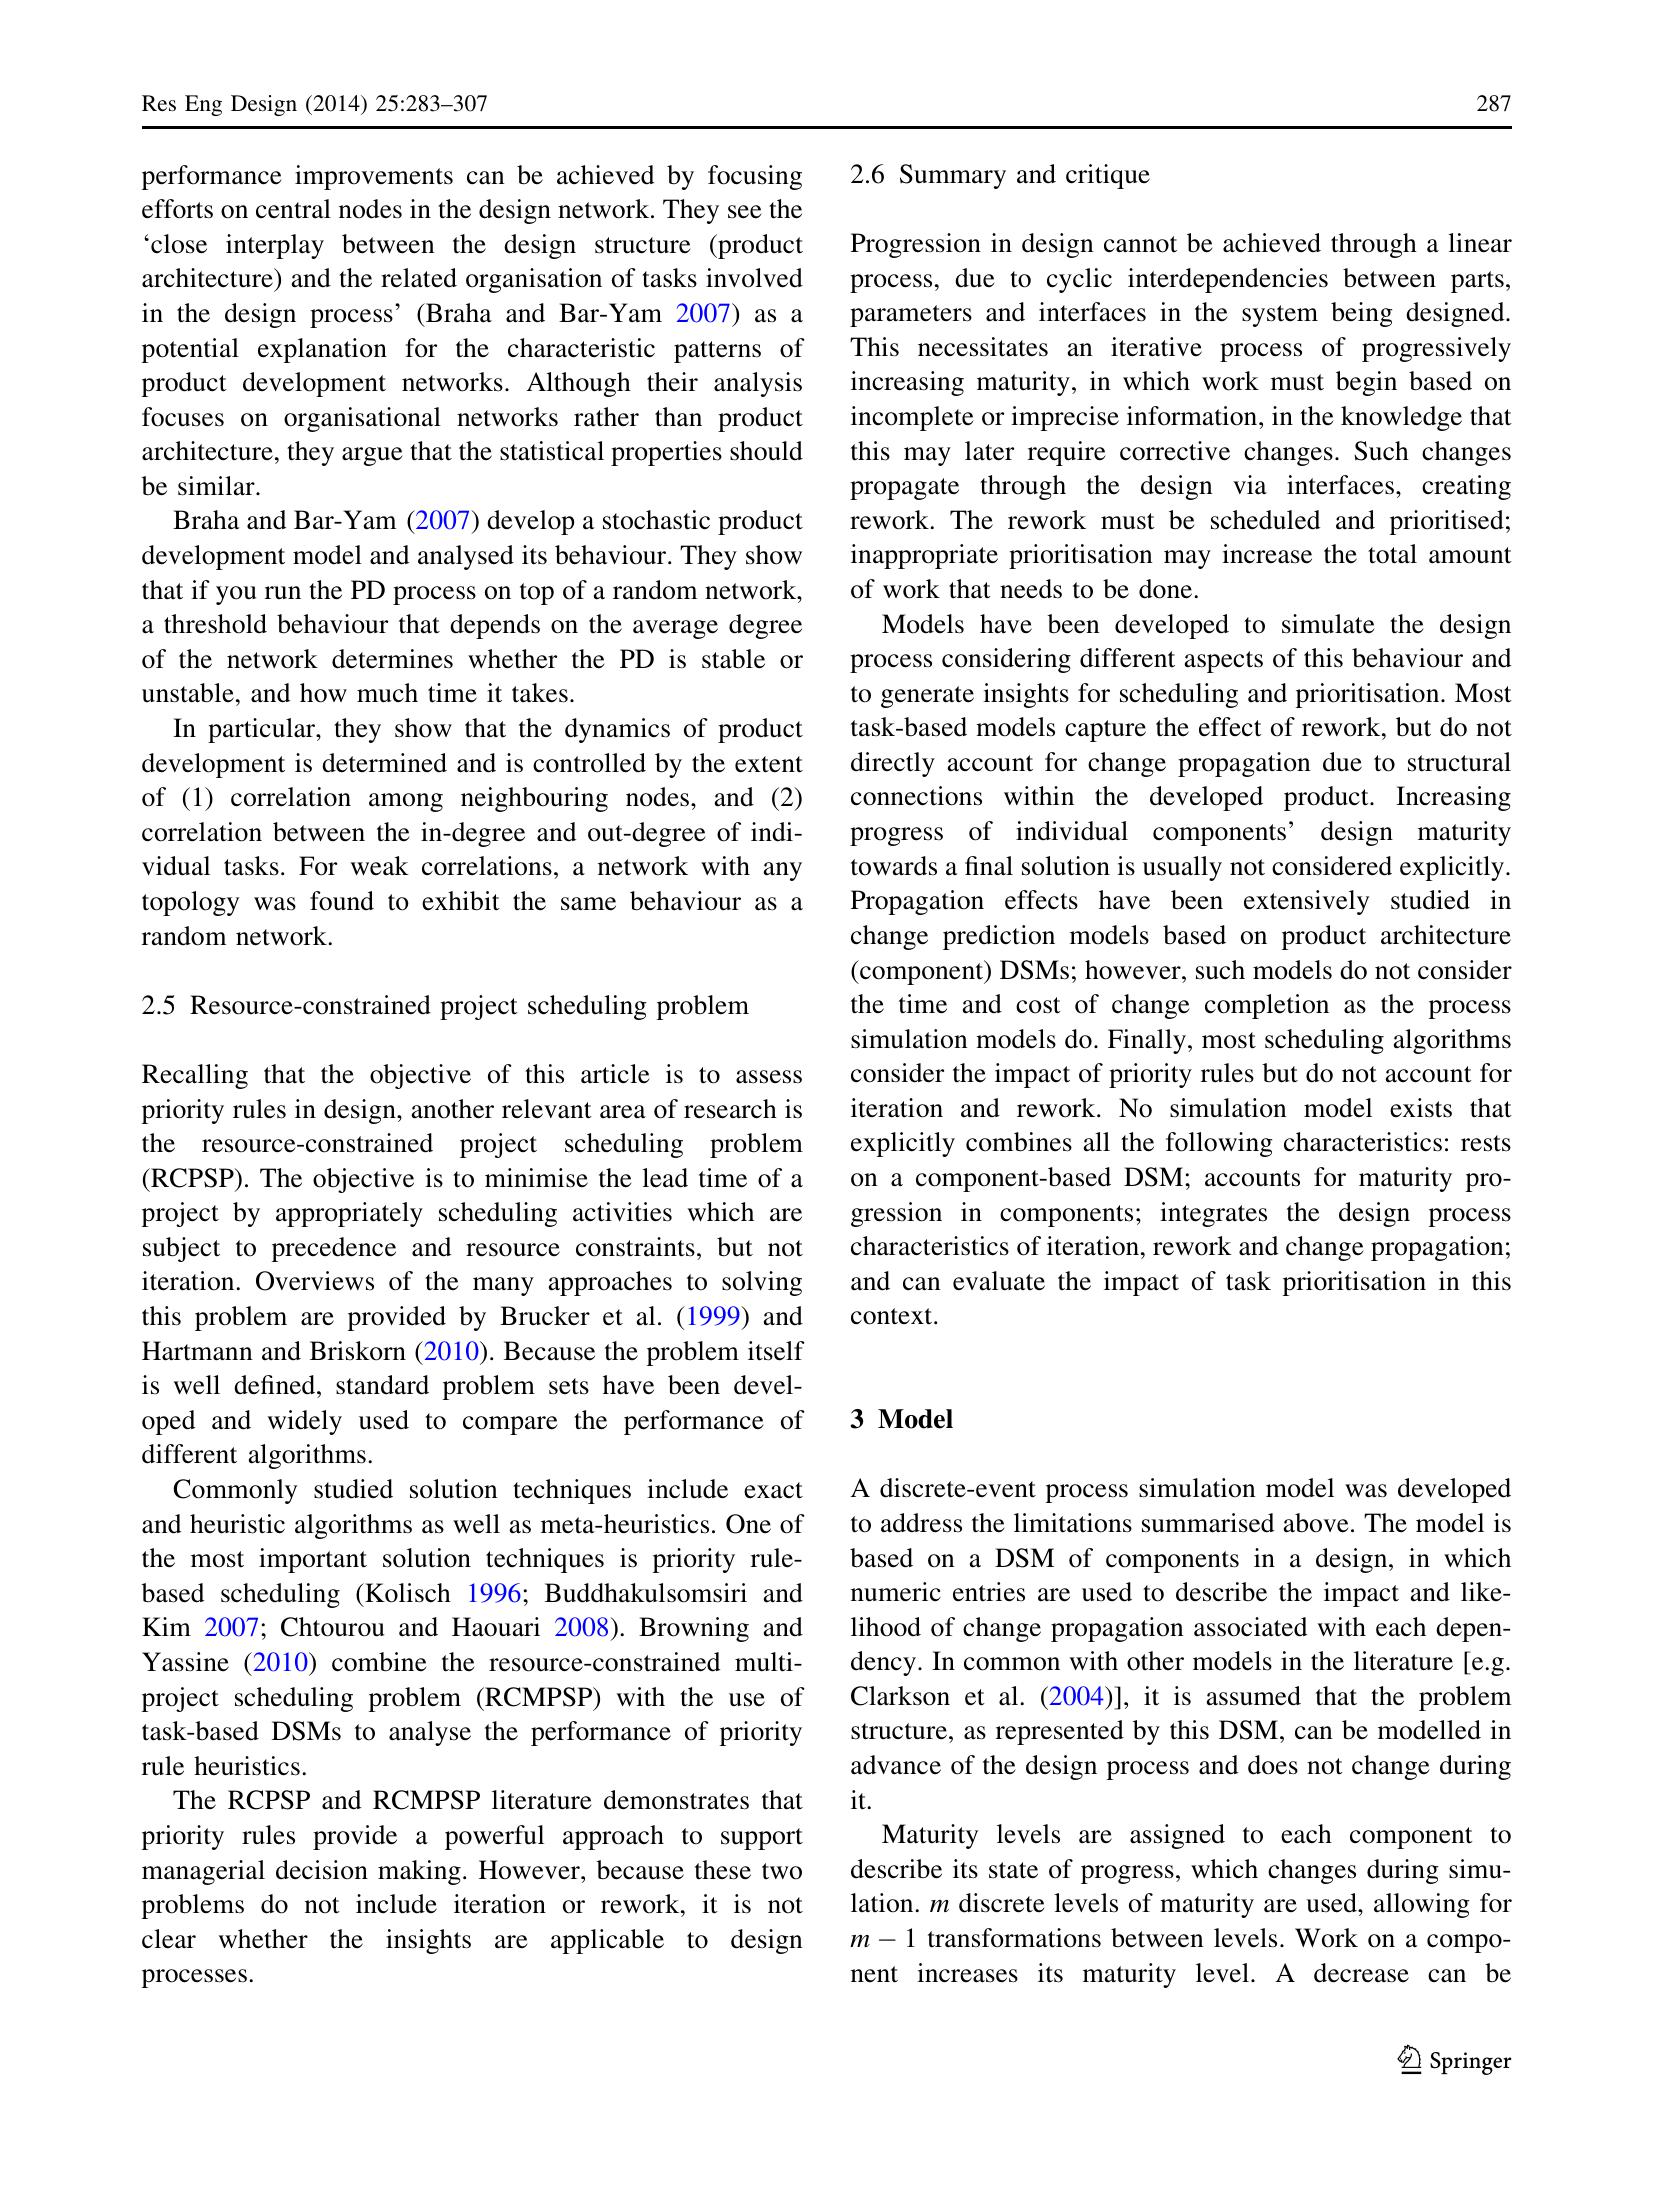 Res Eng Design (2014) 25:283–307
287
performance improvements can be achieved by focusing
efforts on central nodes in the design network. They see the
‘close interplay between the design structure (product
architecture) and the related organisation of tasks involved
in the design process’ (Braha and Bar-Yam 2007) as a
potential explanation for the characteristic patterns of
product development networks. Although their analysis
focuses on organisational networks rather than product
architecture, they argue that the statistical properties should
be similar.
Braha and Bar-Yam (2007) develop a stochastic product
development model and analysed its behaviour. They show
that if you run the PD process on top of a random network,
a threshold behaviour that depends on the average degree
of the network determines whether the PD is stable or
unstable, and how much time it takes.
In particular, they show that the dynamics of product
development is determined and is controlled by the extent
of (1) correlation among neighbouring nodes, and (2)
correlation between the in-degree and out-degree of indi-
vidual tasks. For weak correlations, a network with any
topology was found to exhibit the same behaviour as a
random network.
2.5 Resource-constrained project scheduling problem
Recalling that the objective of this article is to assess
priority rules in design, another relevant area of research is
the resource-constrained project scheduling problem
(RCPSP). The objective is to minimise the lead time of a
project by appropriately scheduling activities which are
subject to precedence and resource constraints, but not
iteration. Overviews of the many approaches to solving
this problem are provided by Brucker et al. (1999) and
Hartmann and Briskorn (2010). Because the problem itself
is well defined, standard problem sets have been devel-
oped and widely used to compare the performance of
different algorithms.
Commonly studied solution techniques include exact
and heuristic algorithms as well as meta-heuristics. One of
the most important solution techniques is priority rule-
based scheduling (Kolisch 1996; Buddhakulsomsiri and
Kim 2007; Chtourou and Haouari 2008). Browning and
Yassine (2010) combine the resource-constrained multi-
project scheduling problem (RCMPSP) with the use of
task-based DSMs to analyse the performance of priority
rule heuristics.
The RCPSP and RCMPSP literature demonstrates that
priority rules provide a powerful approach to support
managerial decision making. However, because these two
problems do not include iteration or rework, it is not
clear whether the insights are applicable to design
processes.
2.6 Summary and critique
Progression in design cannot be achieved through a linear
process, due to cyclic interdependencies between parts,
parameters and interfaces in the system being designed.
This necessitates an iterative process of progressively
increasing maturity, in which work must begin based on
incomplete or imprecise information, in the knowledge that
this may later require corrective changes. Such changes
propagate through the design via interfaces, creating
rework. The rework must be scheduled and prioritised;
inappropriate prioritisation may increase the total amount
of work that needs to be done.
Models have been developed to simulate the design
process considering different aspects of this behaviour and
to generate insights for scheduling and prioritisation. Most
task-based models capture the effect of rework, but do not
directly account for change propagation due to structural
connections within the developed product. Increasing
progress of individual components’ design maturity
towards a final solution is usually not considered explicitly.
Propagation effects have been extensively studied in
change prediction models based on product architecture
(component) DSMs; however, such models do not consider
the time and cost of change completion as the process
simulation models do. Finally, most scheduling algorithms
consider the impact of priority rules but do not account for
iteration and rework. No simulation model exists that
explicitly combines all the following characteristics: rests
on a component-based DSM; accounts for maturity pro-
gression in components; integrates the design process
characteristics of iteration, rework and change propagation;
and can evaluate the impact of task prioritisation in this
context.
3 Model
A discrete-event process simulation model was developed
to address the limitations summarised above. The model is
based on a DSM of components in a design, in which
numeric entries are used to describe the impact and like-
lihood of change propagation associated with each depen-
dency. In common with other models in the literature [e.g.
Clarkson et al. (2004)], it is assumed that the problem
structure, as represented by this DSM, can be modelled in
advance of the design process and does not change during
it.
Maturity levels are assigned to each component to
describe its state of progress, which changes during simu-
lation. m discrete levels of maturity are used, allowing for
m − 1 transformations between levels. Work on a compo-
nent increases its maturity level. A decrease can be
Springer